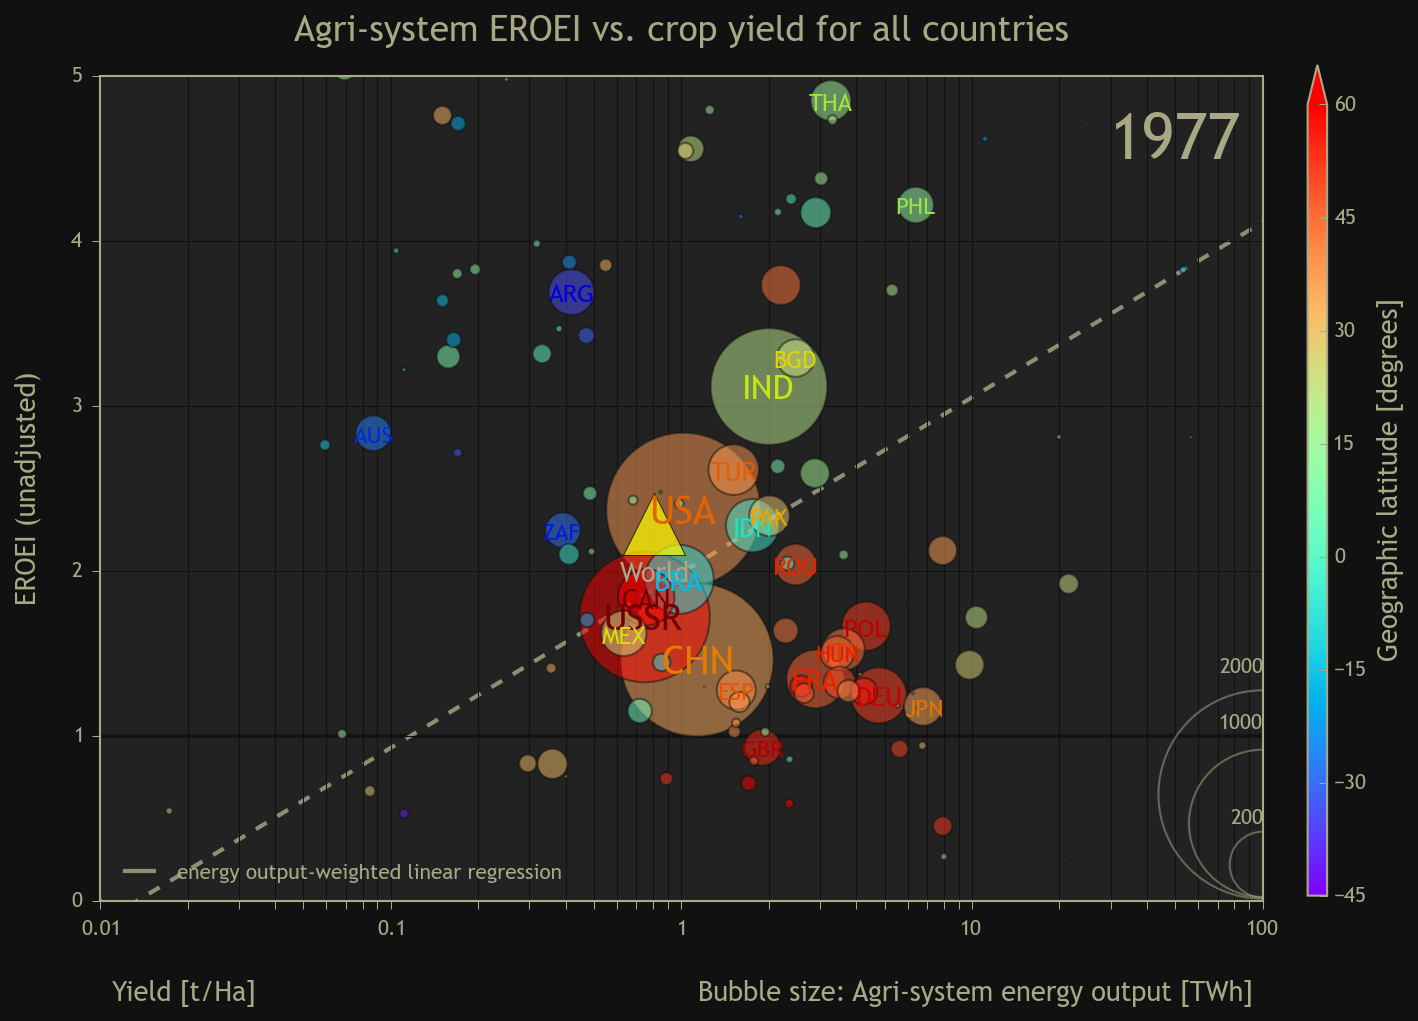 Agri-system EROEI vs. crop yield for all countries
1977
EROEI (unadjusted)
5
4
3
2
1
0
0.01
0.1
1
10
100
Yield [t/Ha]
Bubble size: Agri-system energy output [TWh]
energy output-weighted linear regression
THA
PHL
ARG
BGD
IND
AUS
TUR
USA
PAK
IDN
ZAF
World
ROU
BRA
CAN
USSR
MEX
POL
HUN
CHN
FRA
ESP
DEU
JPN
GBR
2000
1000
200
60
45
30
15
0
−15
−30
−45
Geographic latitude [degrees]